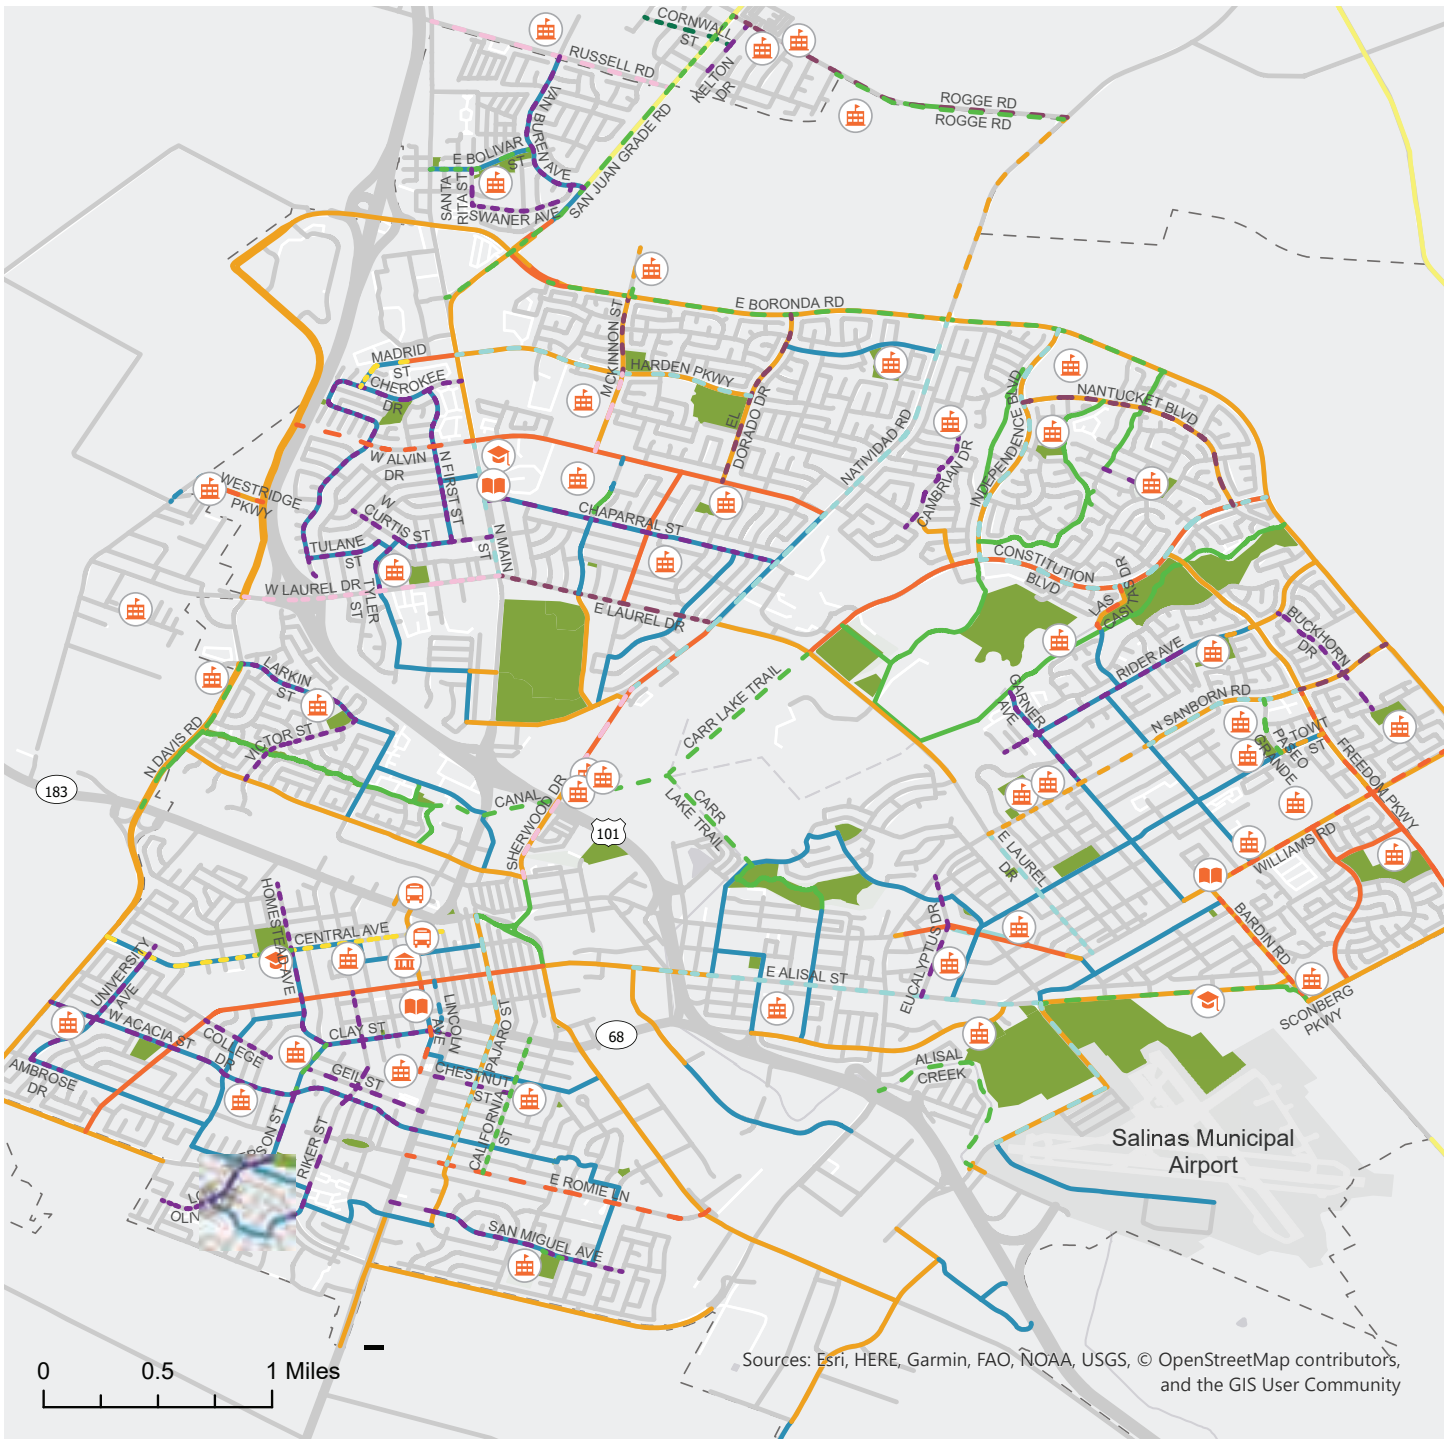 CORNWALL
ST
RUSSELL RD
KELTON
DR
ROGGE RD
ROGGE RD
VAN BUREN AVE
E BOLIVAR
ST
SAN JUAN GRADE RD
SANTA
RITA ST
SWANER AVE
E BORONDA RD
MCKINNON ST
MADRID
ST
CHEROKEE
DR
HARDEN PKWY
EL
DORADO DR
INDEPENDENCE BLVD
NANTUCKET BLVD
NATIVIDAD RD
CAMBRIAN DR
W ALVIN
DR
N FIRST ST
WESTRIDGE
PKWY
W
CURTIS ST
CHAPARRAL ST
N MAIN
ST
TULANE
ST
CONSTITUTION
BLVD
W LAUREL DR
TYLER
ST
E LAUREL DR
LAS
CASITAS DR
BUCKHORN
DR
RIDER AVE
LARKIN
ST
GARNER
AVE
N SANBORN RD
CARR LAKE TRAIL
N DAVIS RD
VICTOR ST
TOWT
ST
PASEO
GRANDE
FREEDOM PKWY
183
CANAL
CARR
LAKE TRAIL
SHERWOOD DR
101
E LAUREL
DR
WILLIAMS RD
HOMESTEAD AVE
CENTRAL AVE
BARDIN RD
EUCALYPTUS DR
UNIVERSITY
AVE
E ALISAL ST
SCONBERG
PKWY
W ACACIA ST
COLLEGE
DR
CLAY ST
LINCOLN
AVE
PAJARO ST
68
ALISAL
CREEK
AMBROSE
DR
GEIL ST
CHESTNUT
ST
CALIFORNIA
ST
Salinas Municipal
Airport
RIKER ST
E ROMIE LN
SAN MIGUEL AVE
0 0.5 1 Miles
Sources: Esri, HERE, Garmin, FAO, NOAA, USGS, © OpenStreetMap contributors,
and the GIS User Community